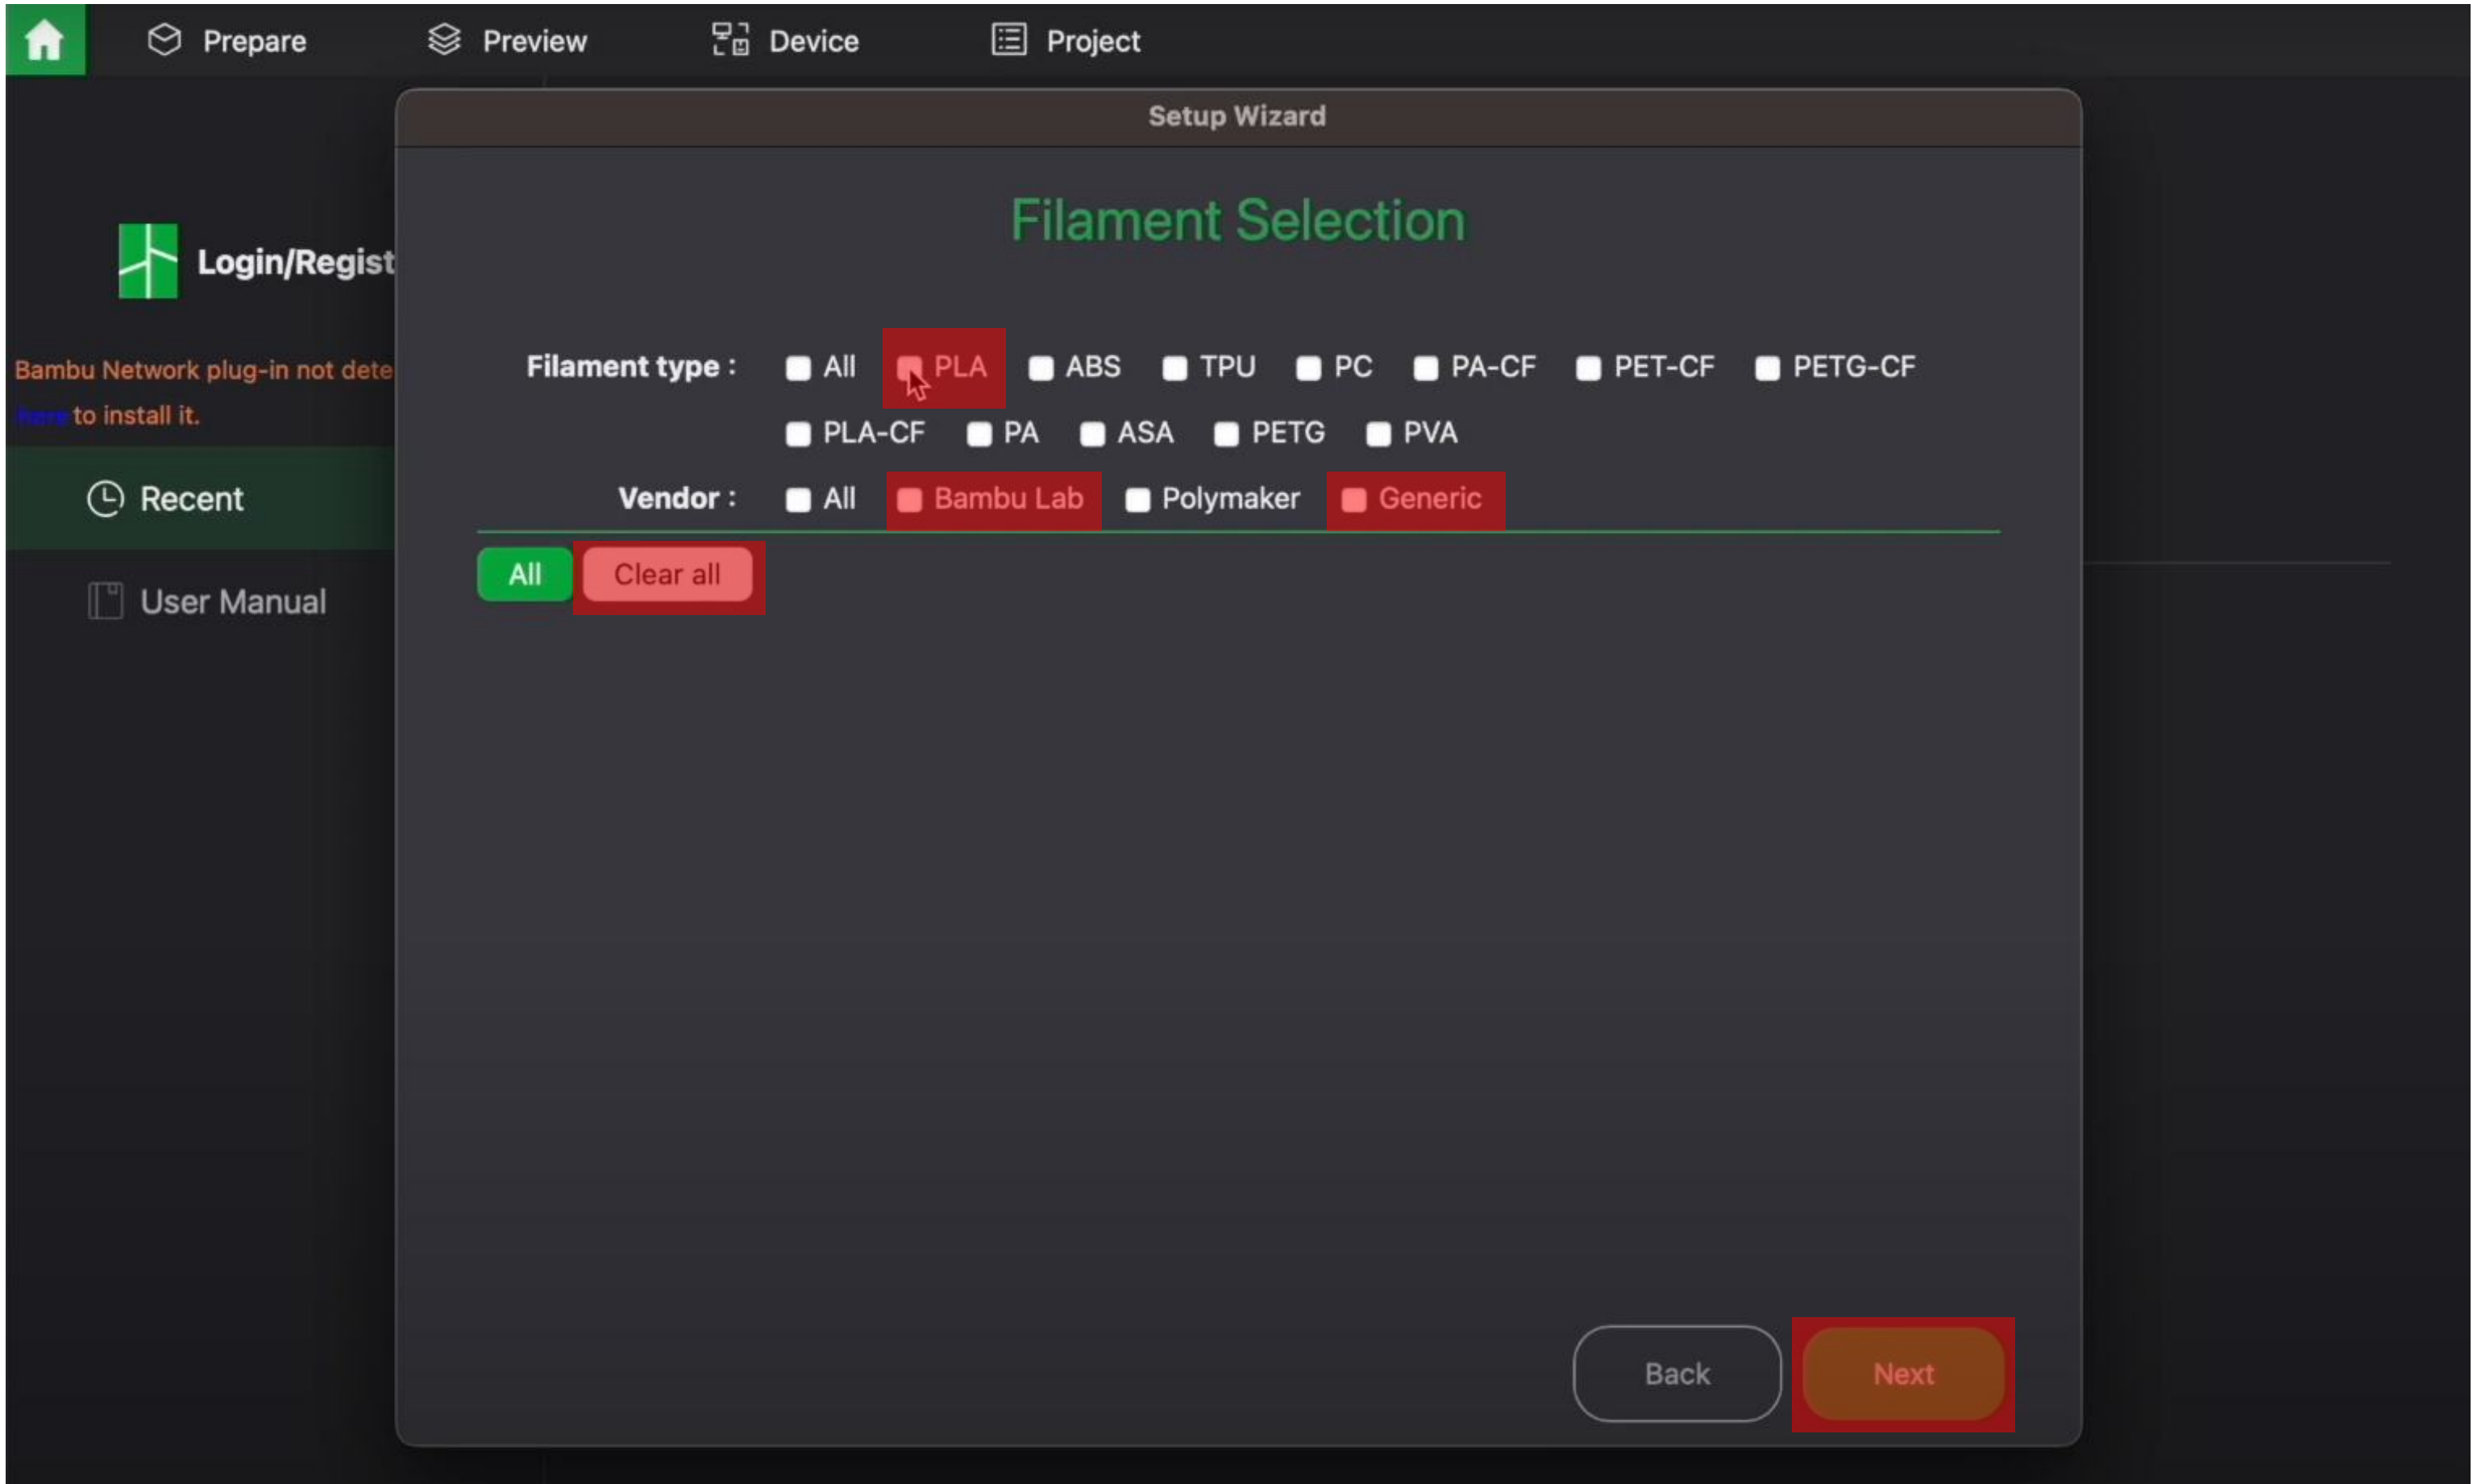 Prepare Preview Device Project
Setup Wizard
Filament Selection
Login/Regist
Bambu Network plug-in not dete
here to install it.
Filament type : All PLA ABS TPU PC PA-CF PET-CF PETG-CF
PLA-CF PA ASA PETG PVA
Vendor : All Bambu Lab Polymaker Generic
Recent
All Clear all
User Manual
Back Next